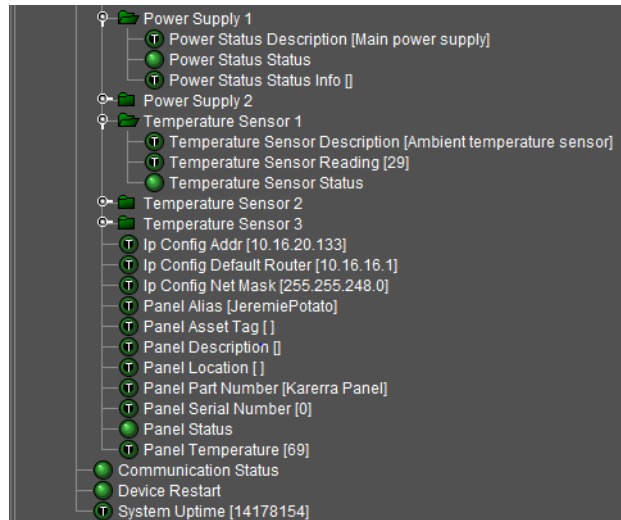 Power Supply 1
T Power Status Description [Main power supply]
Power Status Status
T Power Status Status Info []
Power Supply 2
Temperature Sensor 1
T Temperature Sensor Description [Ambient temperature sensor]
T Temperature Sensor Reading [29]
Temperature Sensor Status
Temperature Sensor 2
Temperature Sensor 3
T Ip Config Addr [10.16.20.133]
T Ip Config Default Router [10.16.16.1]
T Ip Config Net Mask [255.255.248.0]
T Panel Alias [JeremiePotato]
T Panel Asset Tag [ ]
T Panel Description []
T Panel Location [ ]
T Panel Part Number [Karerra Panel]
T Panel Serial Number [0]
Panel Status
T Panel Temperature [69]
Communication Status
Device Restart
T System Uptime [14178154]